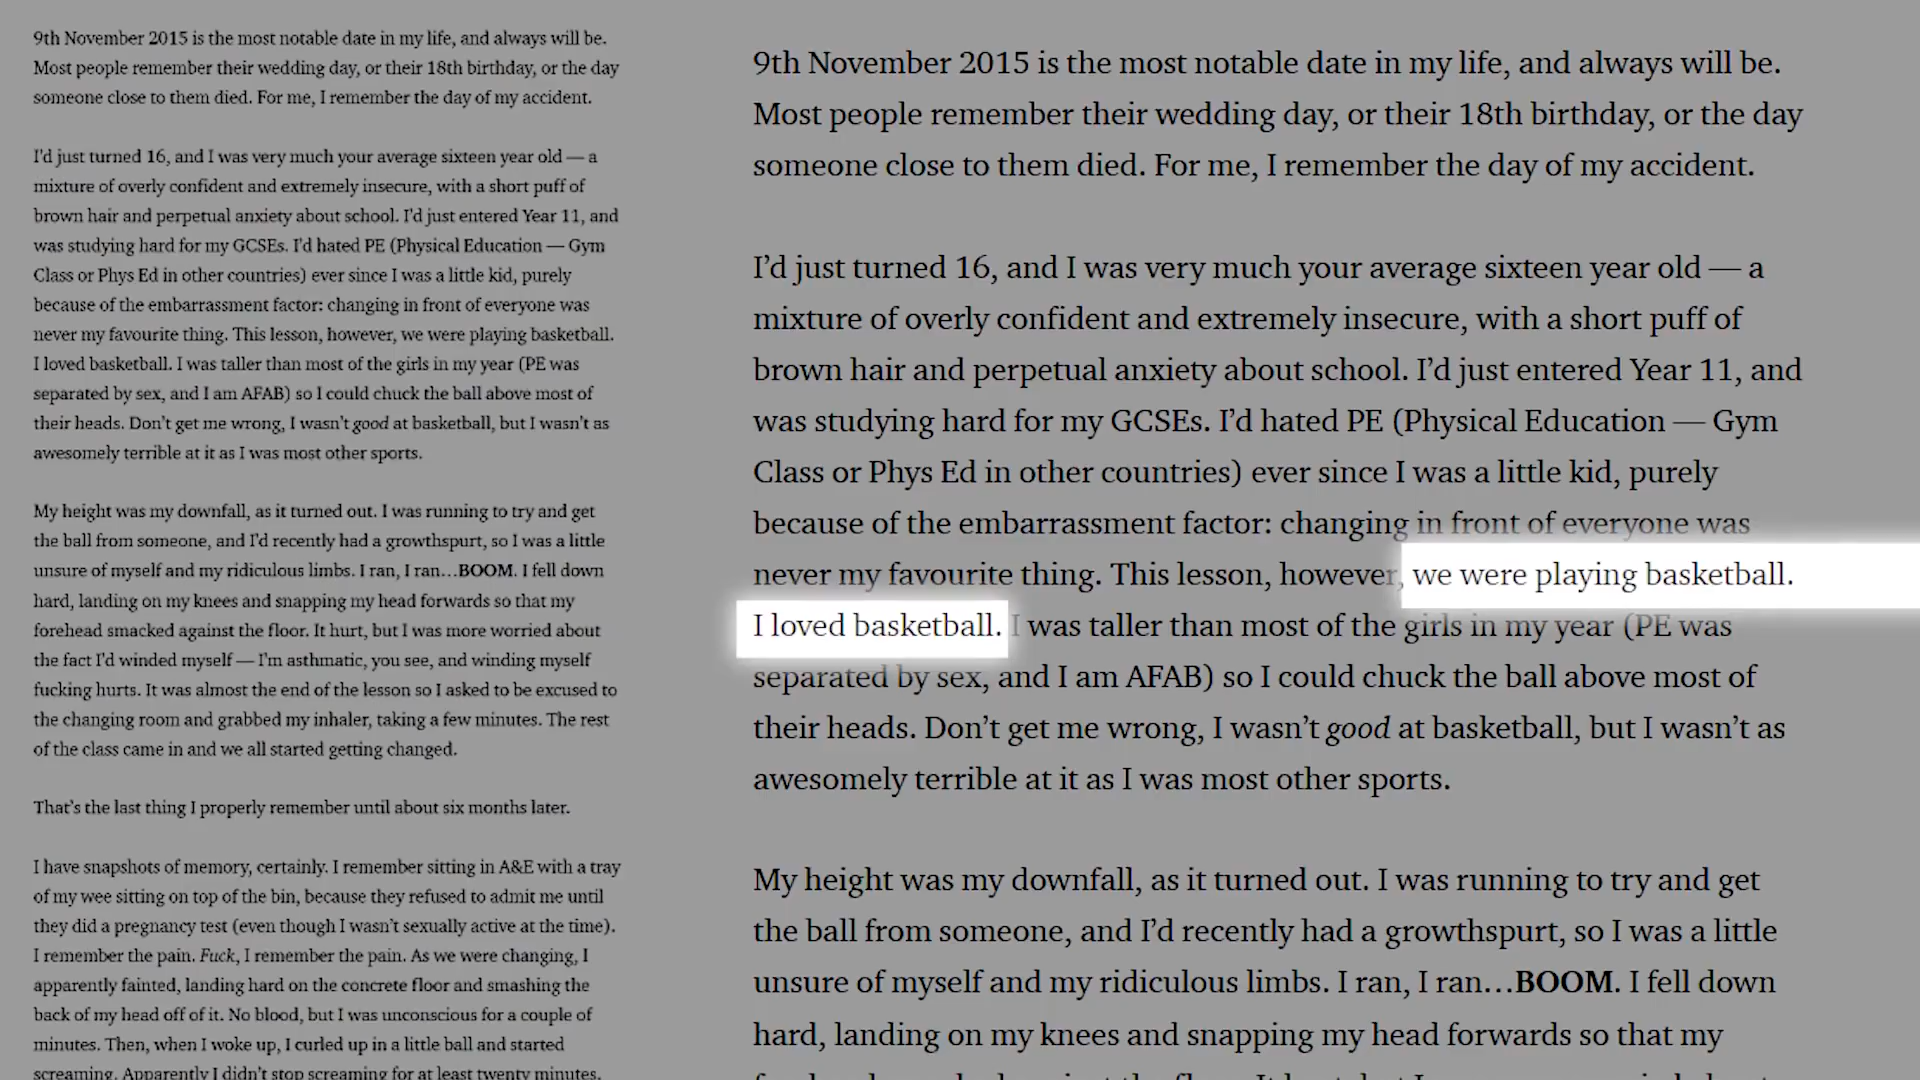 9th November 2015 is the most notable date in my life, and always will be.
Most people remember their wedding day, or their 18th birthday, or the day
someone close to them died. For me, I remember the day of my accident.
I'd just turned 16, and I was very much your average sixteen year old — a
mixture of overly confident and extremely insecure, with a short puff of
brown hair and perpetual anxiety about school. I'd just entered Year 11, and
was studying hard for my GCSEs. I'd hated PE (Physical Education — Gym
Class or Phys Ed in other countries) ever since I was a little kid, purely
because of the embarrassment factor: changing in front of everyone was
never my favourite thing. This lesson, however, we were playing basketball.
I loved basketball. I was taller than most of the girls in my year (PE was
separated by sex, and I am AFAB) so I could chuck the ball above most of
their heads. Don't get me wrong, I wasn't good at basketball, but I wasn't as
awesomely terrible at it as I was most other sports.
My height was my downfall, as it turned out. I was running to try and get
the ball from someone, and I'd recently had a growthspurt, so I was a little
unsure of myself and my ridiculous limbs. I ran, I ran…BOOM. I fell down
hard, landing on my knees and snapping my head forwards so that my
forehead smacked against the floor. It hurt, but I was more worried about
the fact I'd winded myself — I'm asthmatic, you see, and winding myself
fucking hurts. It was almost the end of the lesson so I asked to be excused to
the changing room and grabbed my inhaler, taking a few minutes. The rest
of the class came in and we all started getting changed.
That's the last thing I properly remember until about six months later.
I have snapshots of memory, certainly. I remember sitting in A&E with a tray
of my wee sitting on top of the bin, because they refused to admit me until
they did a pregnancy test (even though I wasn't sexually active at the time).
I remember the pain. Fuck, I remember the pain. As we were changing, I
apparently fainted, landing hard on the concrete floor and smashing the
back of my head off of it. No blood, but I was unconscious for a couple of
minutes. Then, when I woke up, I curled up in a little ball and started
screaming. Apparently I didn't stop screaming for at least twenty minutes.
9th November 2015 is the most notable date in my life, and always will be.
Most people remember their wedding day, or their 18th birthday, or the day
someone close to them died. For me, I remember the day of my accident.
I'd just turned 16, and I was very much your average sixteen year old — a
mixture of overly confident and extremely insecure, with a short puff of
brown hair and perpetual anxiety about school. I'd just entered Year 11, and
was studying hard for my GCSEs. I'd hated PE (Physical Education — Gym
Class or Phys Ed in other countries) ever since I was a little kid, purely
because of the embarrassment factor: changing in front of everyone was
never my favourite thing. This lesson, however, we were playing basketball.
I loved basketball. I was taller than most of the girls in my year (PE was
separated by sex, and I am AFAB) so I could chuck the ball above most of
their heads. Don't get me wrong, I wasn't good at basketball, but I wasn't as
awesomely terrible at it as I was most other sports.
My height was my downfall, as it turned out. I was running to try and get
the ball from someone, and I'd recently had a growthspurt, so I was a little
unsure of myself and my ridiculous limbs. I ran, I ran…BOOM. I fell down
hard, landing on my knees and snapping my head forwards so that my